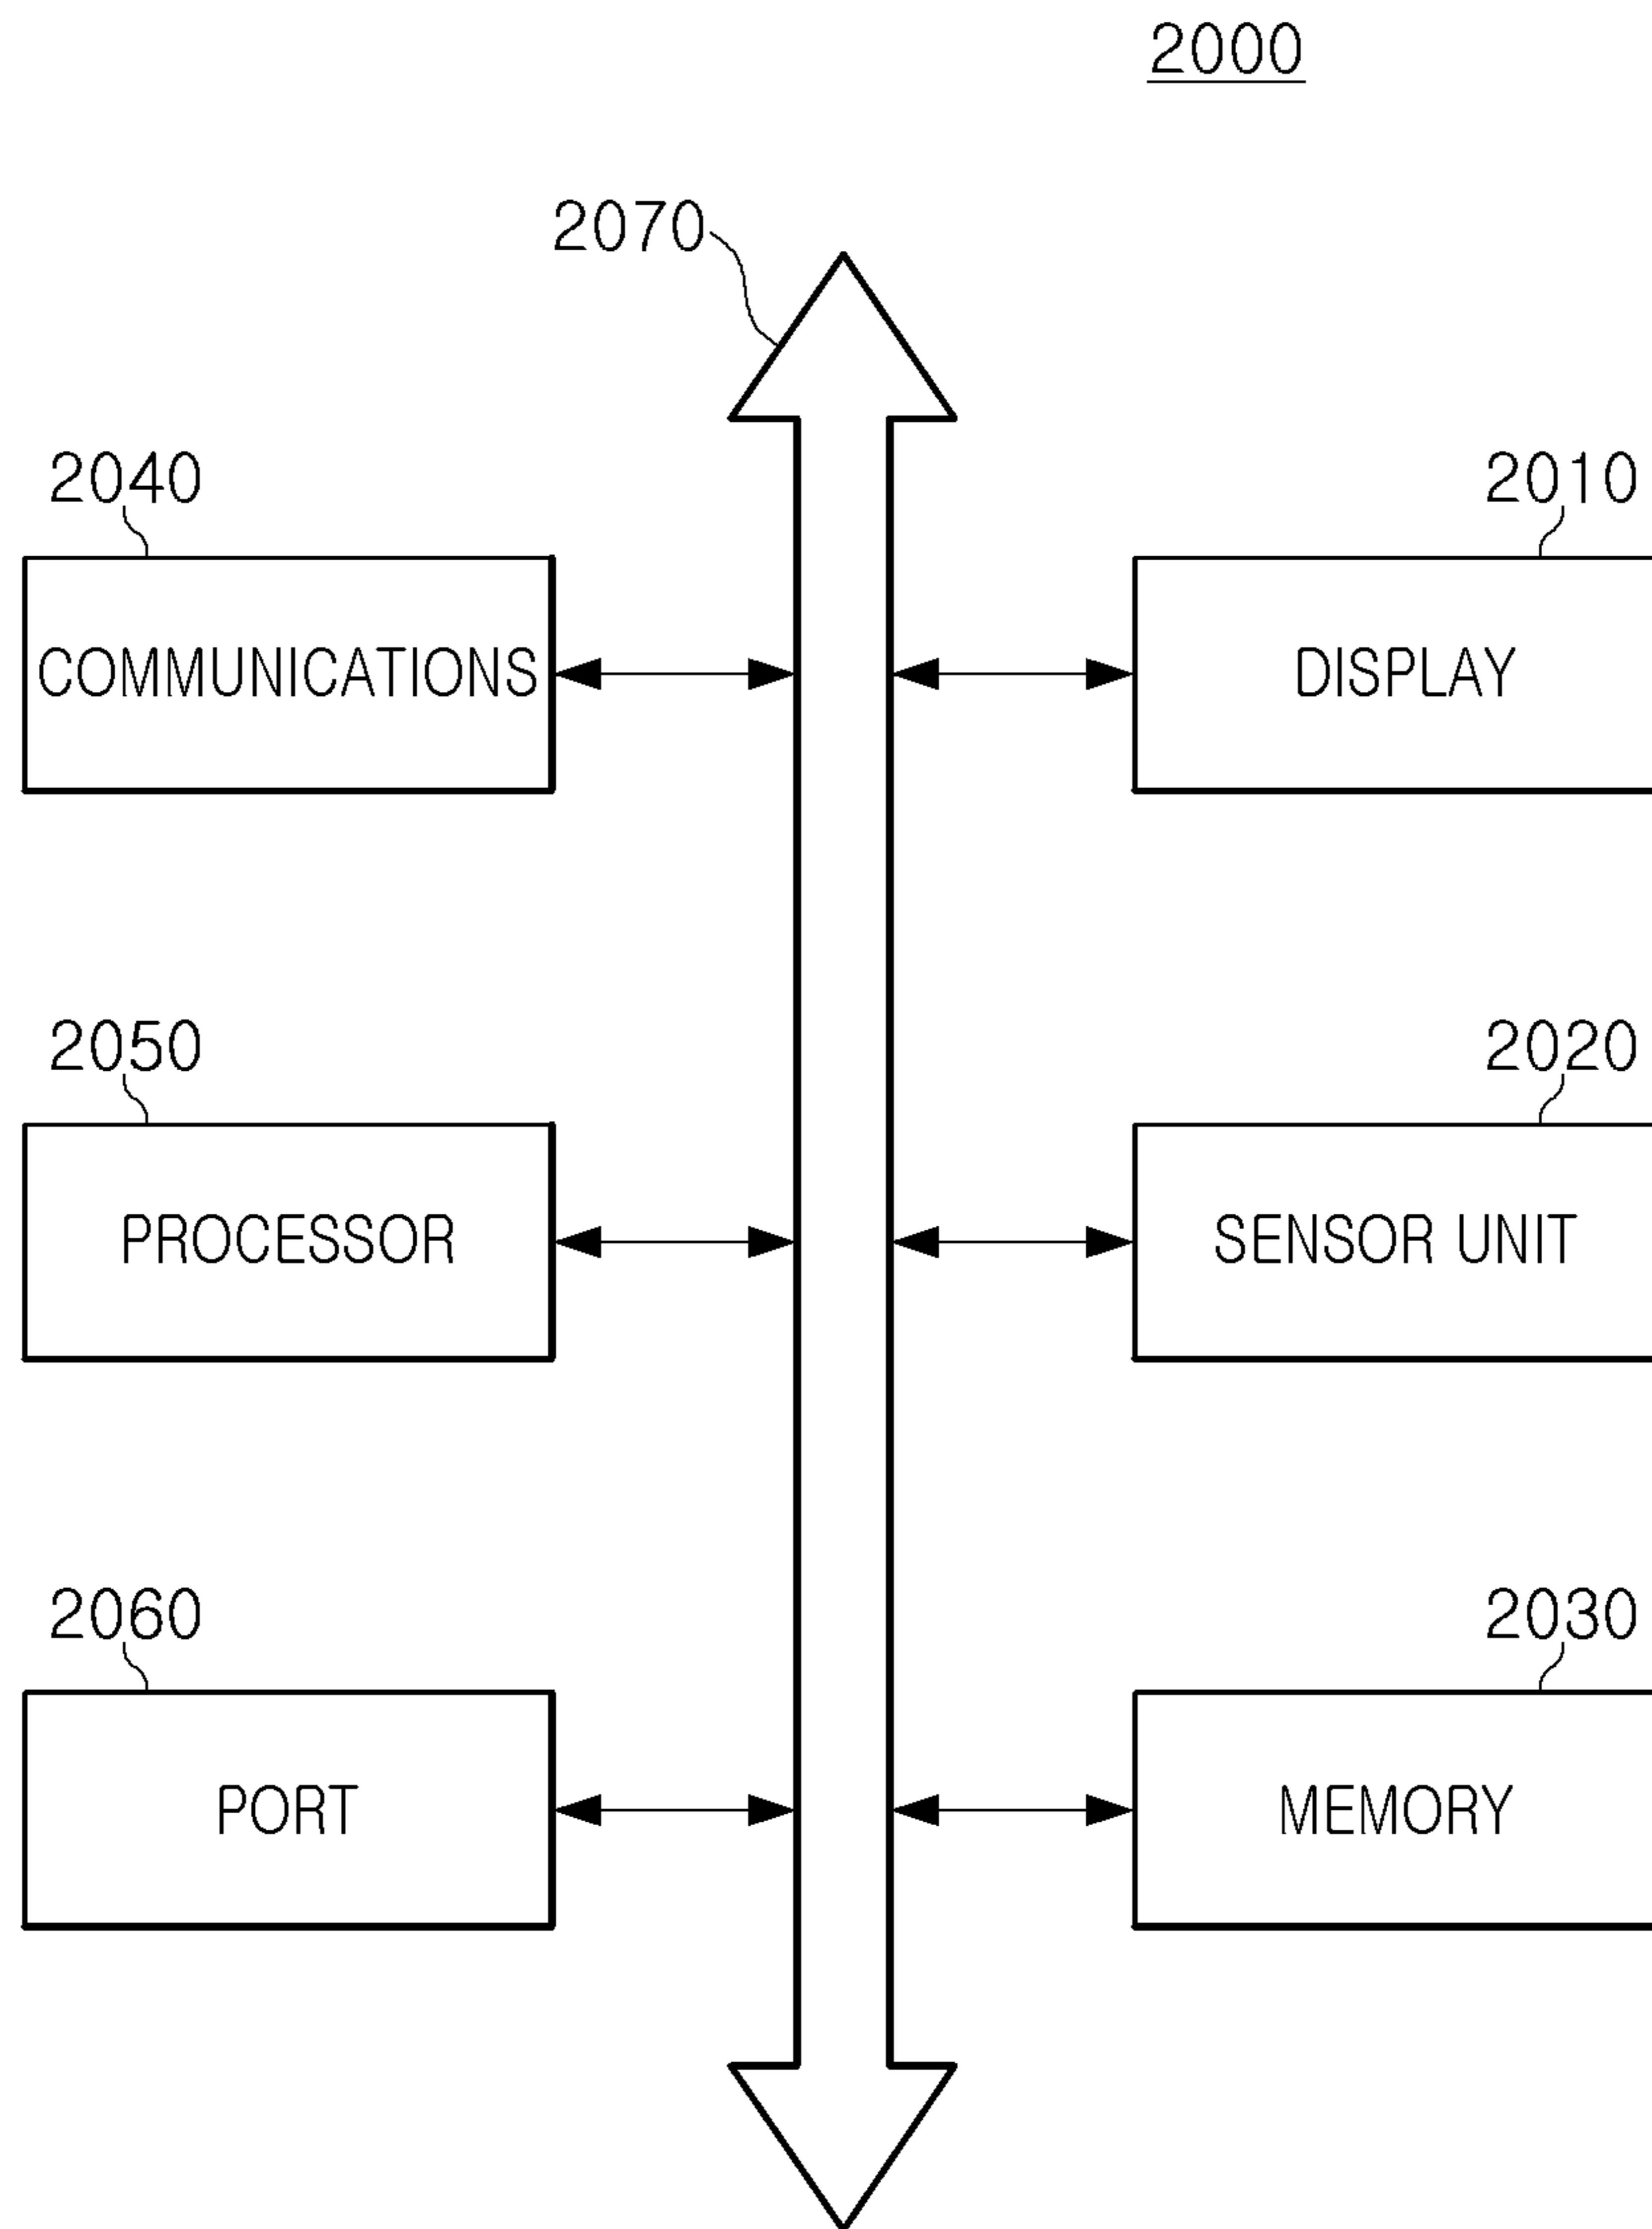 2000
2070
2040
2010
COMMUNICATIONS
DISPLAY
2050
2020
PROCESSOR
SENSOR UNIT
2060
2030
PORT
MEMORY